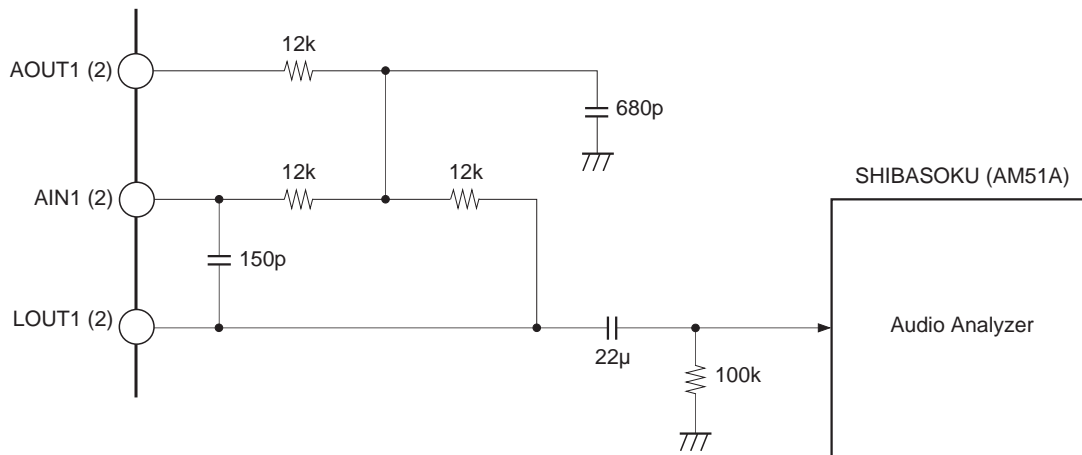 12k
AOUT1 (2)
680p
12k
12k
AIN1 (2)
SHIBASOKU (AM51A)
150p
LOUT1 (2)
Audio Analyzer
22μ
100k